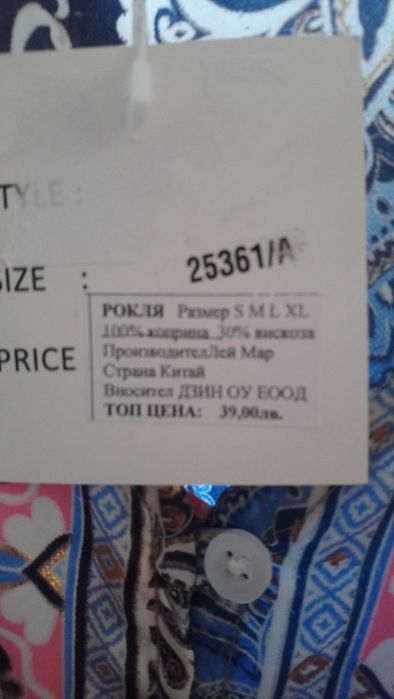 TYLE :
25361/A
SIZE :
РОКЛЯ Размер S M L XL
100% коприна 30% вискоза
PRICE
ПроизводителЛей Мар
Страна Китай
Вносител ДЗИН ОУ ЕООД
ТОП ЦЕНА: 39,00лв.